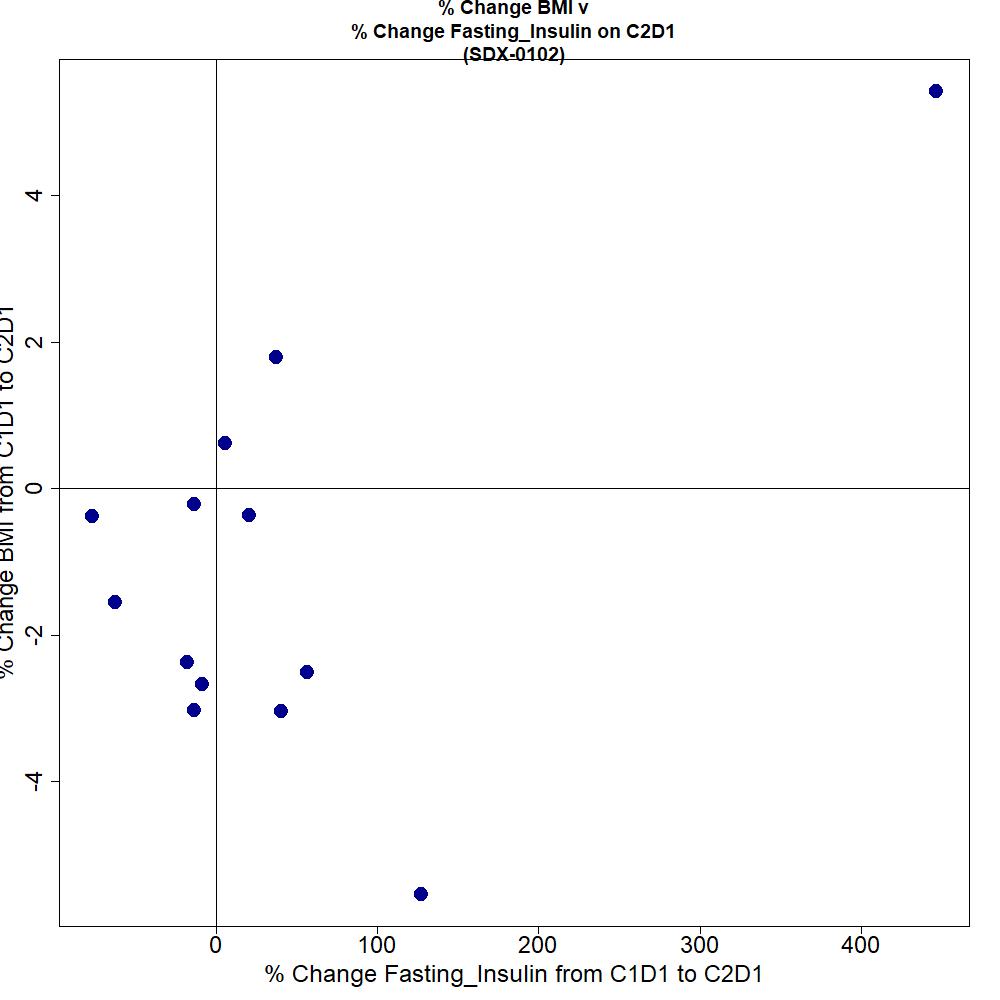 % Change BMI v
% Change Fasting_Insulin on C2D1
(SDX-0102)
% Change BMI from C1D1 to C2D1
4
2
0
-2
-4
0 100 200 300 400
% Change Fasting_Insulin from C1D1 to C2D1